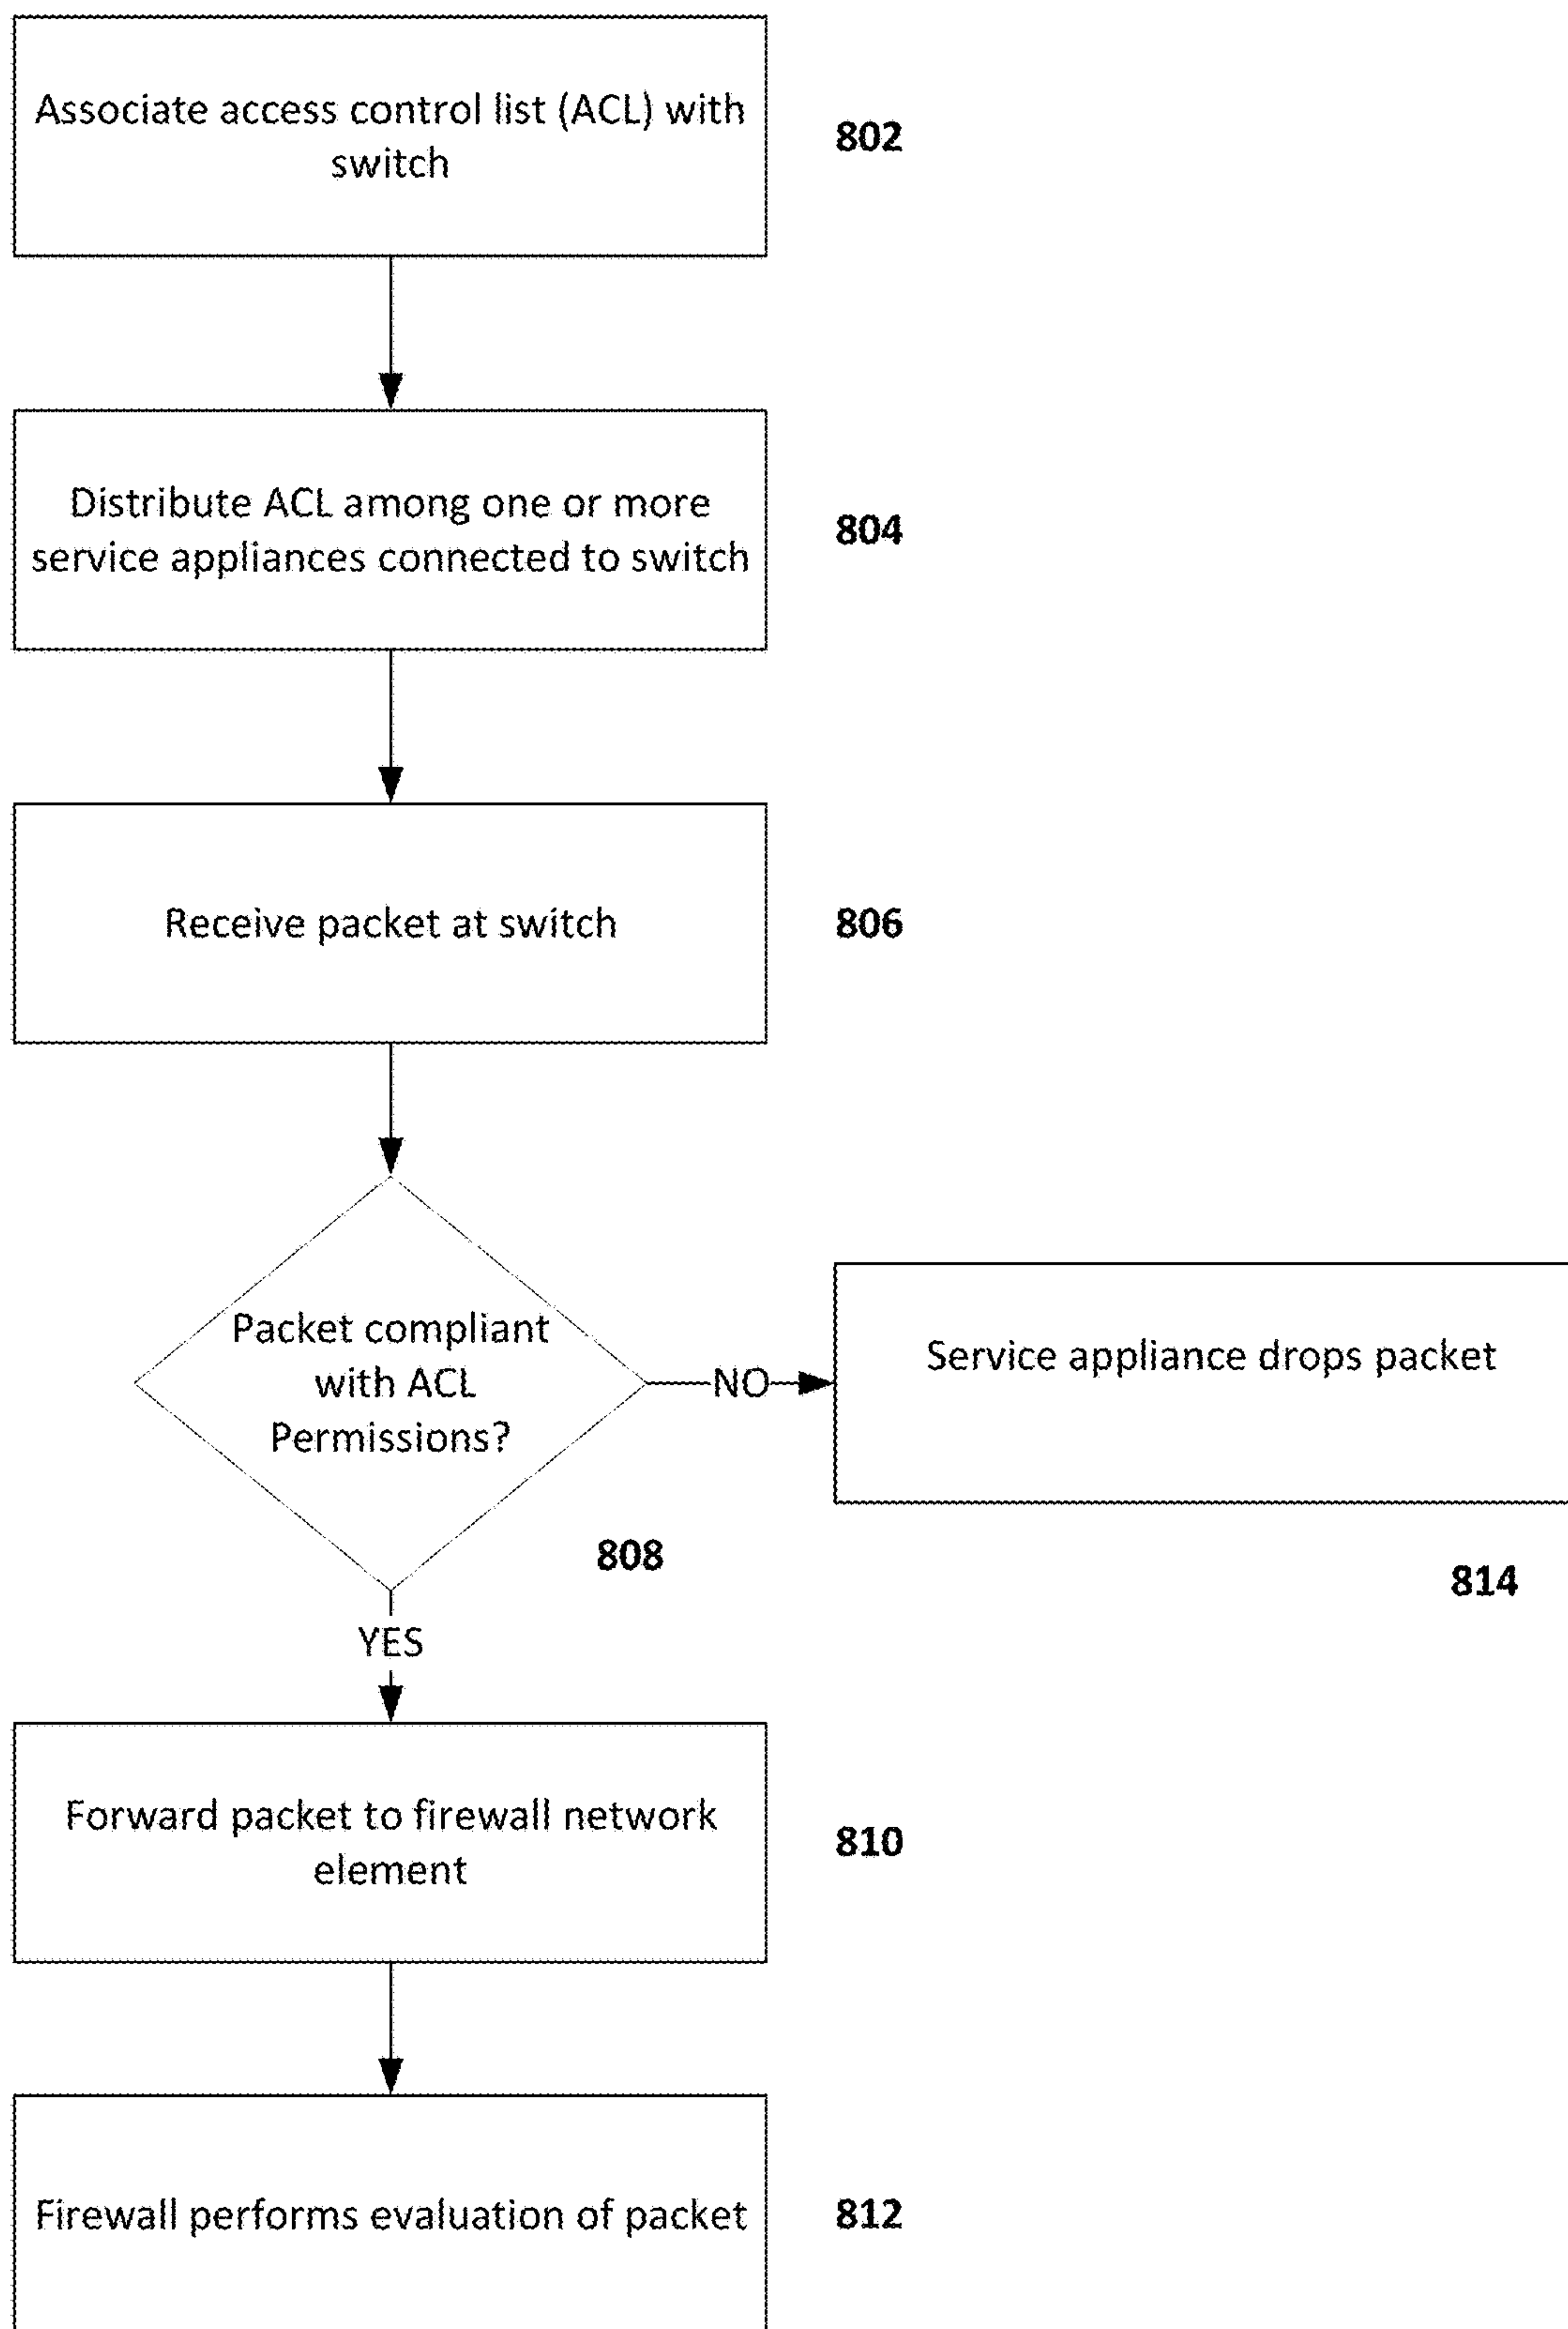 Associate access control list (ACL) with
switch
802
Distribute ACL among one or more
service appliances connected to switch
804
Receive packet at switch
806
Packet compliant
with ACL
Permissions?
808
NO
Service appliance drops packet
814
YES
Forward packet to firewall network
element
810
Firewall performs evaluation of packet
812